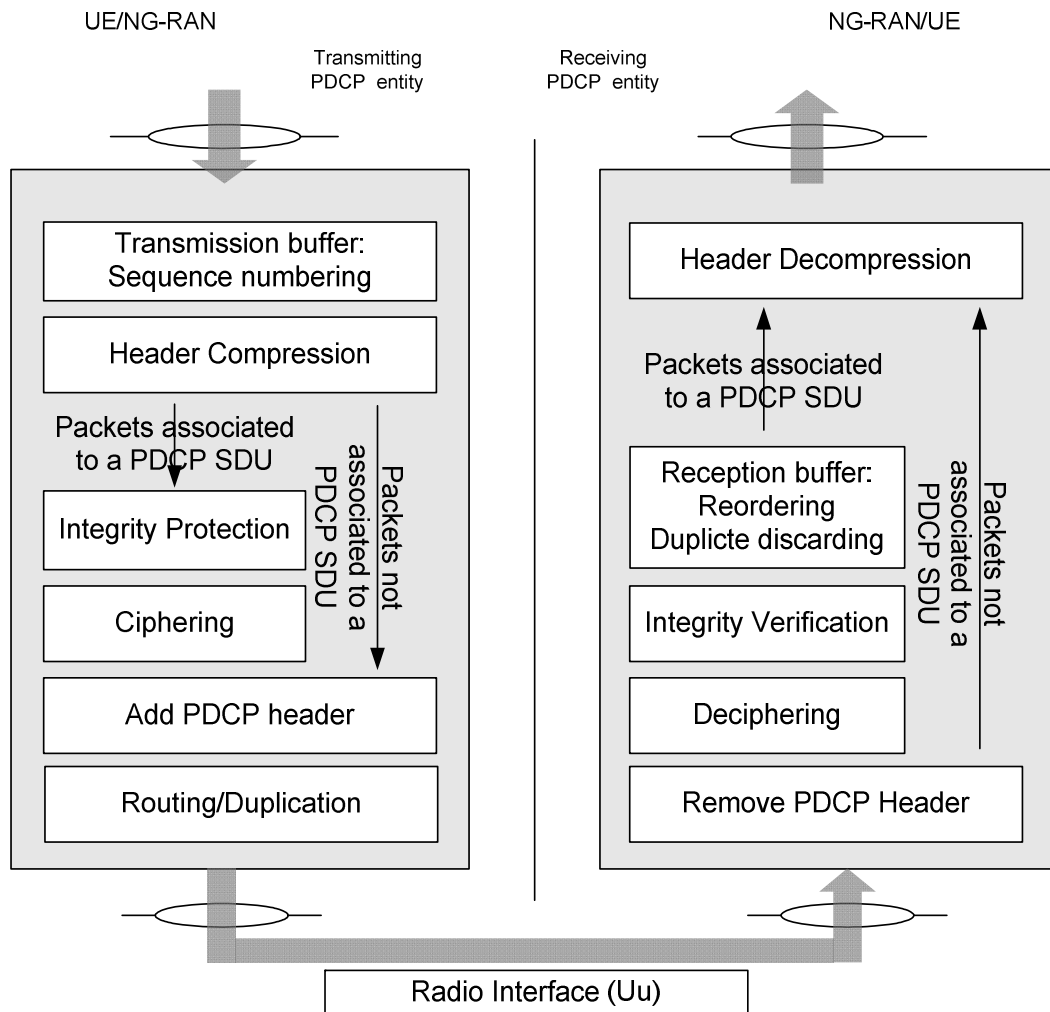 UE/NG-RAN
NG-RAN/UE
Transmitting
PDCP entity
Receiving
PDCP entity
Transmission buffer:
Sequence numbering
Header Compression
Packets associated
to a PDCP SDU
Packets not
associated to a
PDCP SDU
Integrity Protection
Ciphering
Add PDCP header
Routing/Duplication
Header Decompression
Packets associated
to a PDCP SDU
Reception buffer:
Reordering
Duplicte discarding
Packets not
associated to a
PDCP SDU
Integrity Verification
Deciphering
Remove PDCP Header
Radio Interface (Uu)